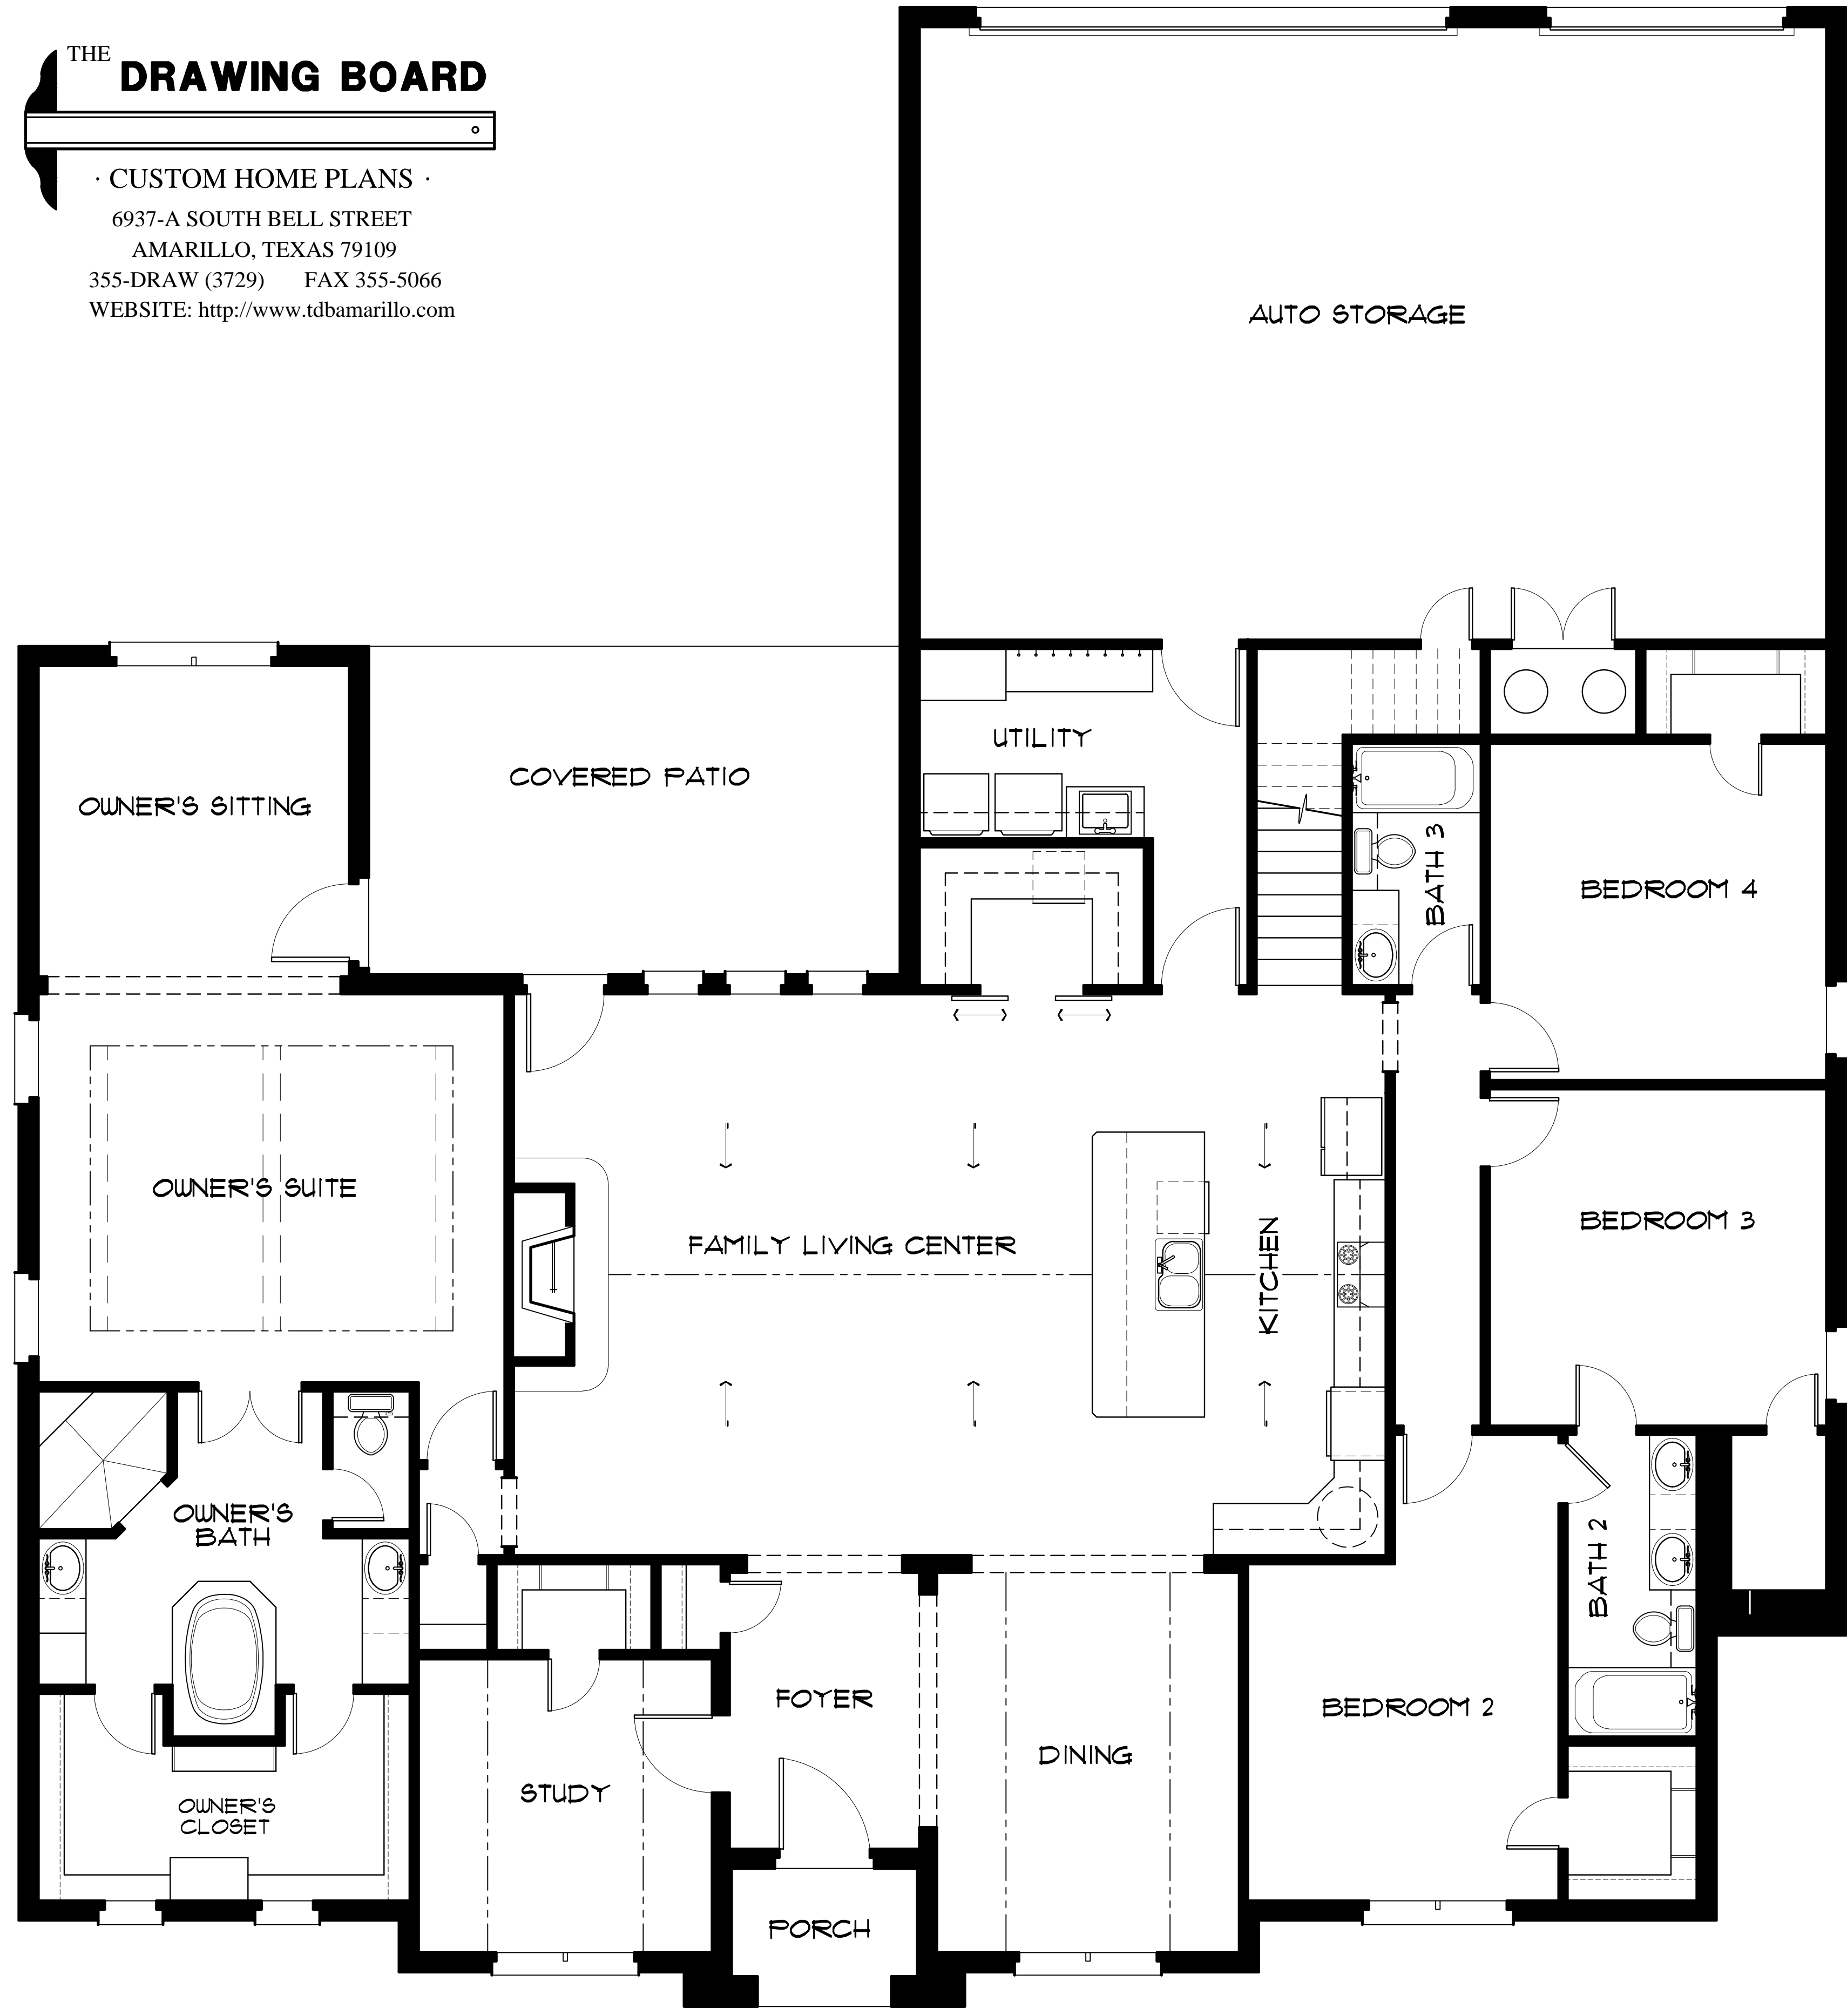 THE
DRAWING BOARD
· CUSTOM HOME PLANS ·
6937-A SOUTH BELL STREET
AMARILLO, TEXAS 79109
355-DRAW (3729) FAX 355-5066
WEBSITE: http://www.tdbamarillo.com
AUTO STORAGE
UTILITY
COVERED PATIO
OWNER'S SITTING
BATH 3
BEDROOM 4
OWNER'S SUITE
FAMILY LIVING CENTER
KITCHEN
BEDROOM 3
OWNER'S
BATH
BATH 2
FOYER
BEDROOM 2
DINING
STUDY
OWNER'S
CLOSET
PORCH